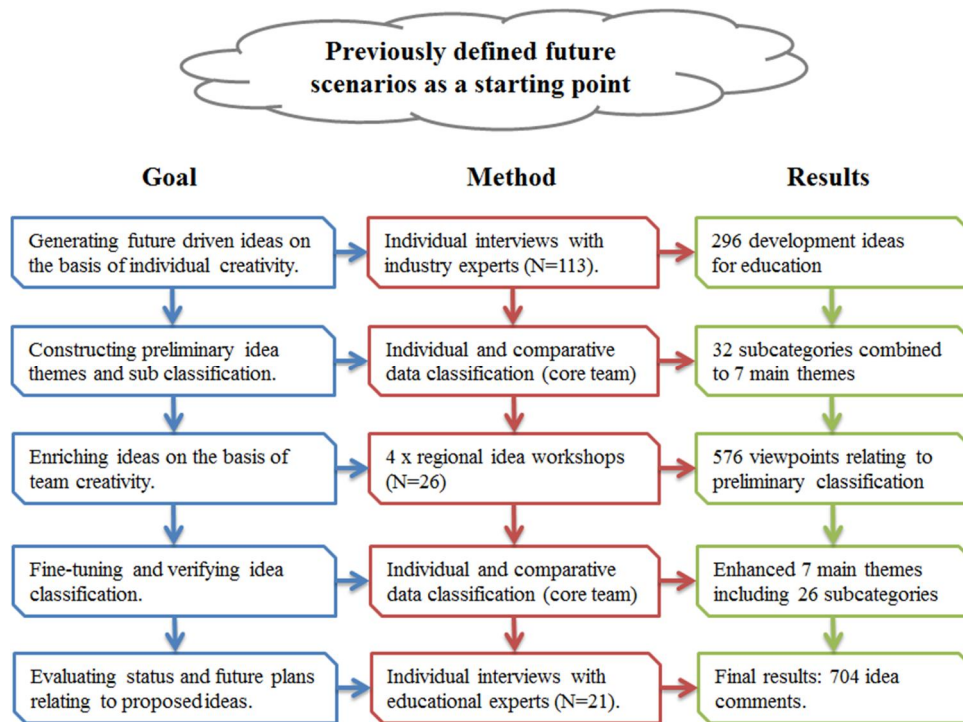 Previously defined future
scenarios as a starting point
Goal
Method
Results
Generating future driven ideas on
the basis of individual creativity.
Individual interviews with
industry experts (N=113).
296 development ideas
for education
Constructing preliminary idea
themes and sub classification.
Individual and comparative
data classification (core team)
32 subcategories combined
to 7 main themes
Enriching ideas on the basis of
team creativity.
4 x regional idea workshops
(N=26)
576 viewpoints relating to
preliminary classification
Fine-tuning and verifying idea
classification.
Individual and comparative
data classification (core team)
Enhanced 7 main themes
including 26 subcategories
Evaluating status and future plans
relating to proposed ideas.
Individual interviews with
educational experts (N=21).
Final results: 704 idea
comments.